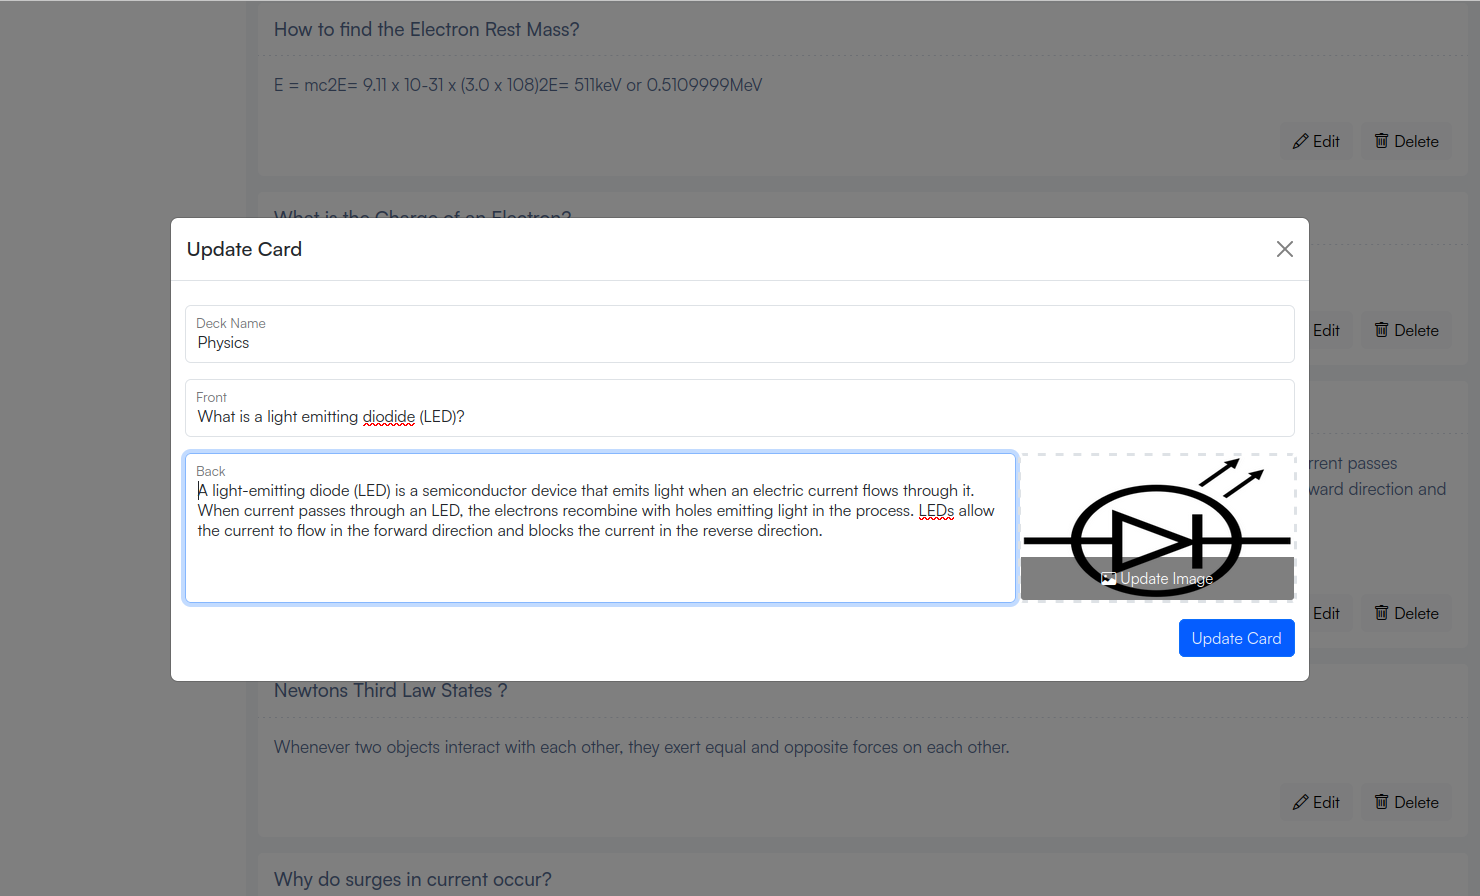 How to find the Electron Rest Mass?
E = mc2E= 9.11 x 10-31 x (3.0 x 108)2E= 511keV or 0.5109999MeV
Edit Delete
What is the Charge of an Electron?
Update Card
Deck Name
Physics
Edit Delete
Front
What is a light emitting diodide (LED)?
Back
A light-emitting diode (LED) is a semiconductor device that emits light when an electric current flows through it.
When current passes through an LED, the electrons recombine with holes emitting light in the process. LEDs allow
the current to flow in the forward direction and blocks the current in the reverse direction.
rrent passes
ward direction and
Update Image
Edit Delete
Update Card
Newtons Third Law States ?
Whenever two objects interact with each other, they exert equal and opposite forces on each other.
Edit Delete
Why do surges in current occur?